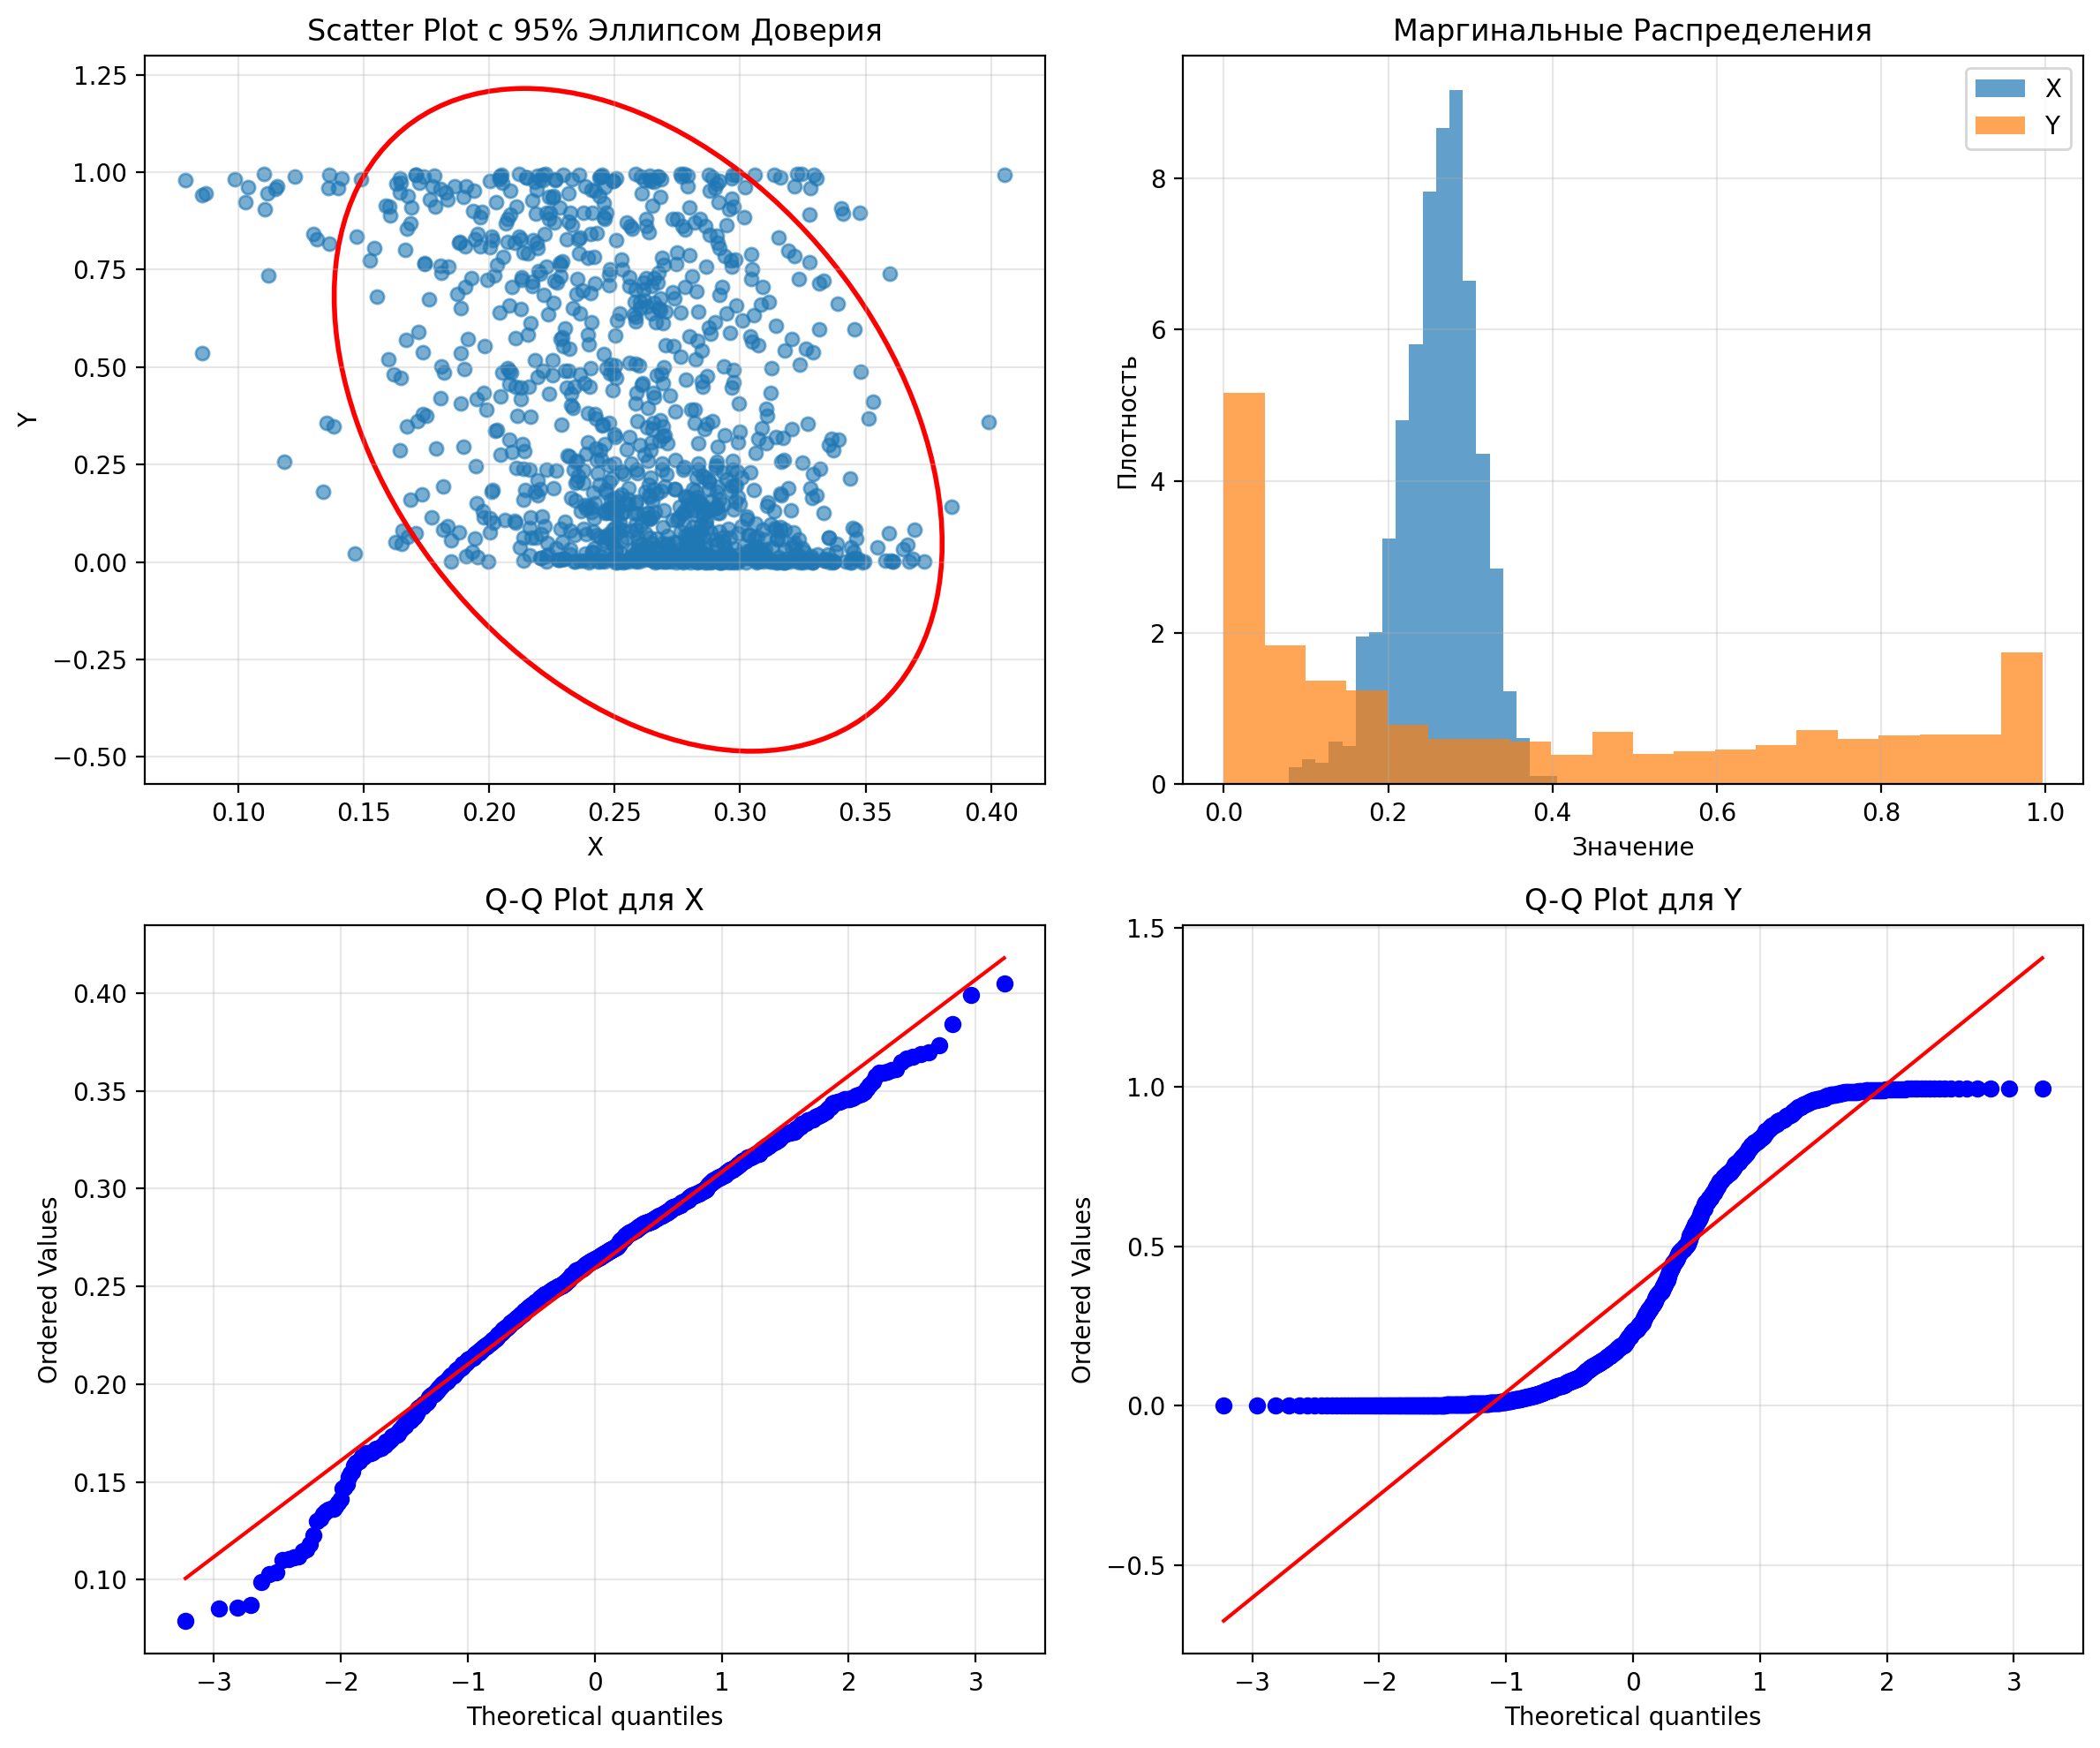 Scatter Plot с 95% Эллипсом Доверия
1.25
1.00
0.75
0.50
0.25
0.00
−0.25
−0.50
Y
0.10 0.15 0.20 0.25 0.30 0.35 0.40
X
Маргинальные Распределения
X
Y
8
6
4
2
0
Плотность
0.0 0.2 0.4 0.6 0.8 1.0
Значение
Q-Q Plot для X
0.40
0.35
0.30
0.25
0.20
0.15
0.10
Ordered Values
−3 −2 −1 0 1 2 3
Theoretical quantiles
Q-Q Plot для Y
1.5
1.0
0.5
0.0
−0.5
Ordered Values
−3 −2 −1 0 1 2 3
Theoretical quantiles